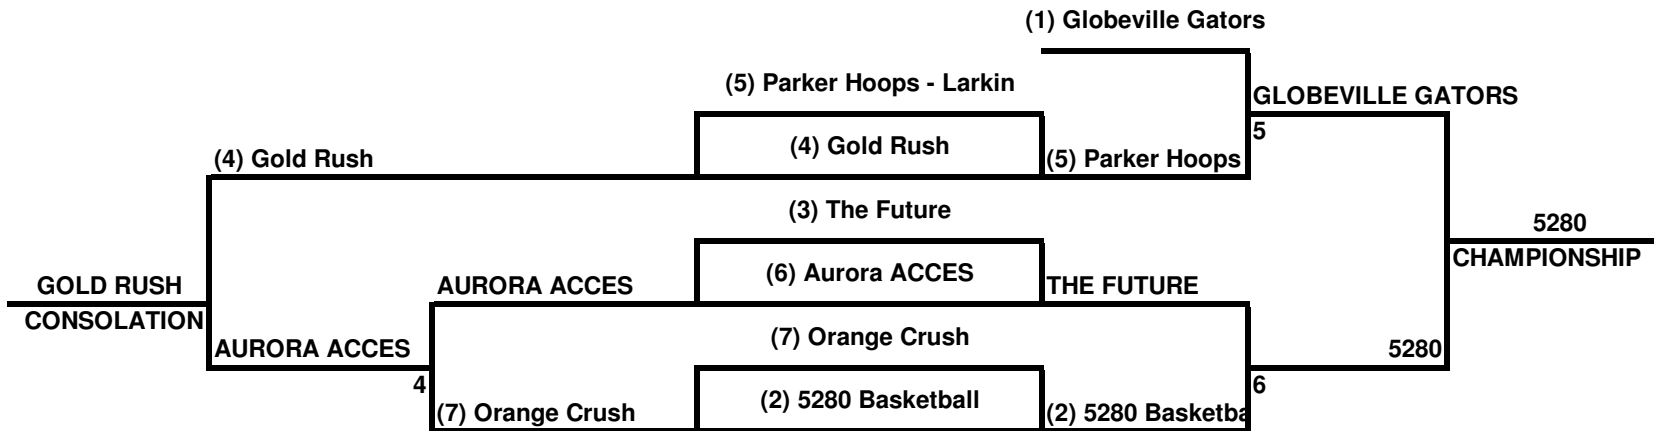 (1) Globeville Gators
(5) Parker Hoops - Larkin
GLOBEVILLE GATORS
5
(4) Gold Rush
(4) Gold Rush
(5) Parker Hoops
(3) The Future
5280
CHAMPIONSHIP
(6) Aurora ACCES
GOLD RUSH
AURORA ACCES
THE FUTURE
CONSOLATION
(7) Orange Crush
AURORA ACCES
5280
4
6
(2) 5280 Basketball
(7) Orange Crush
(2) 5280 Basketba